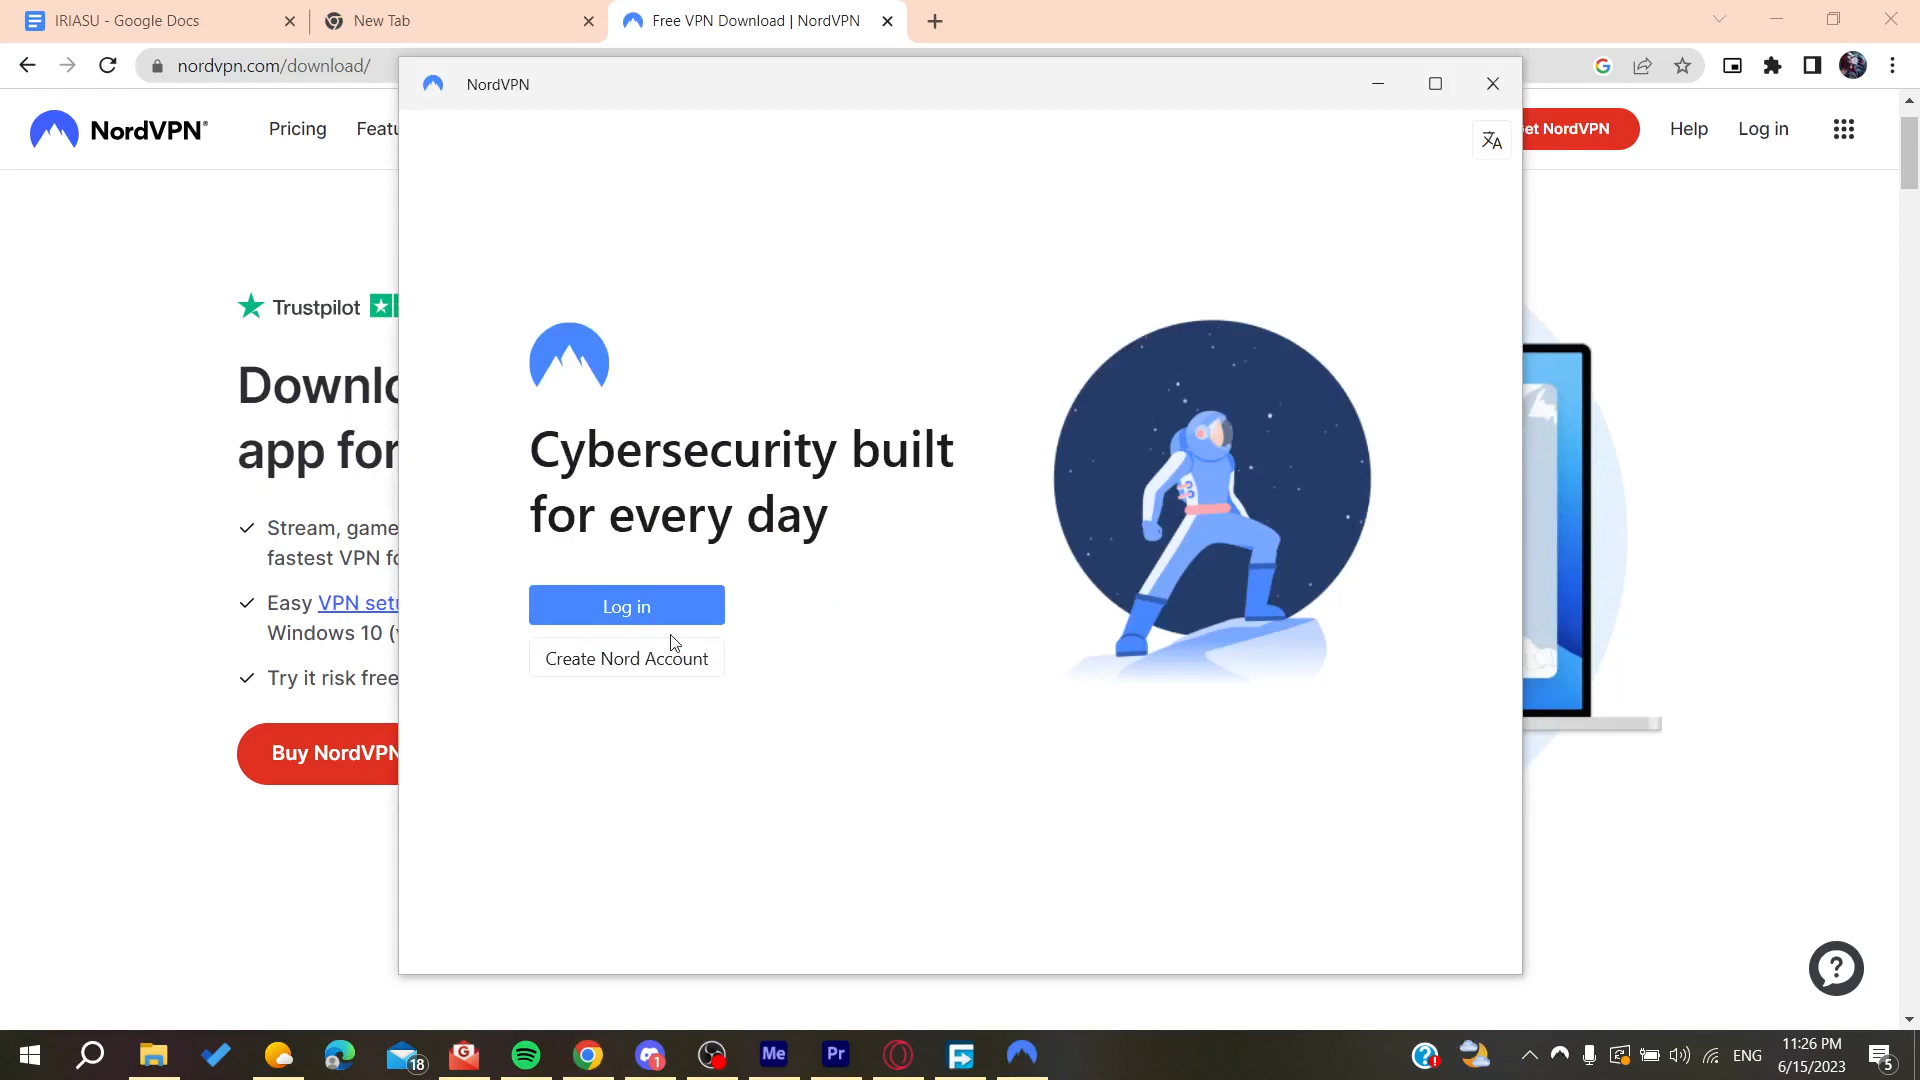 IRIASU - Google Docs
New Tab
Free VPN Download | NordVPN
nordvpn.com/download/
NordVPN
NordVPN®
Pricing
Featu
et NordVPN
Help
Log in
Trustpilot
Downlo
app for
Stream, game
fastest VPN fo
Easy VPN setu
Windows 10 (
Try it risk free
Buy NordVPN
Cybersecurity built
for every day
Log in
Create Nord Account
18
1
Me
Pr
ENG
11:26 PM
6/15/2023
5